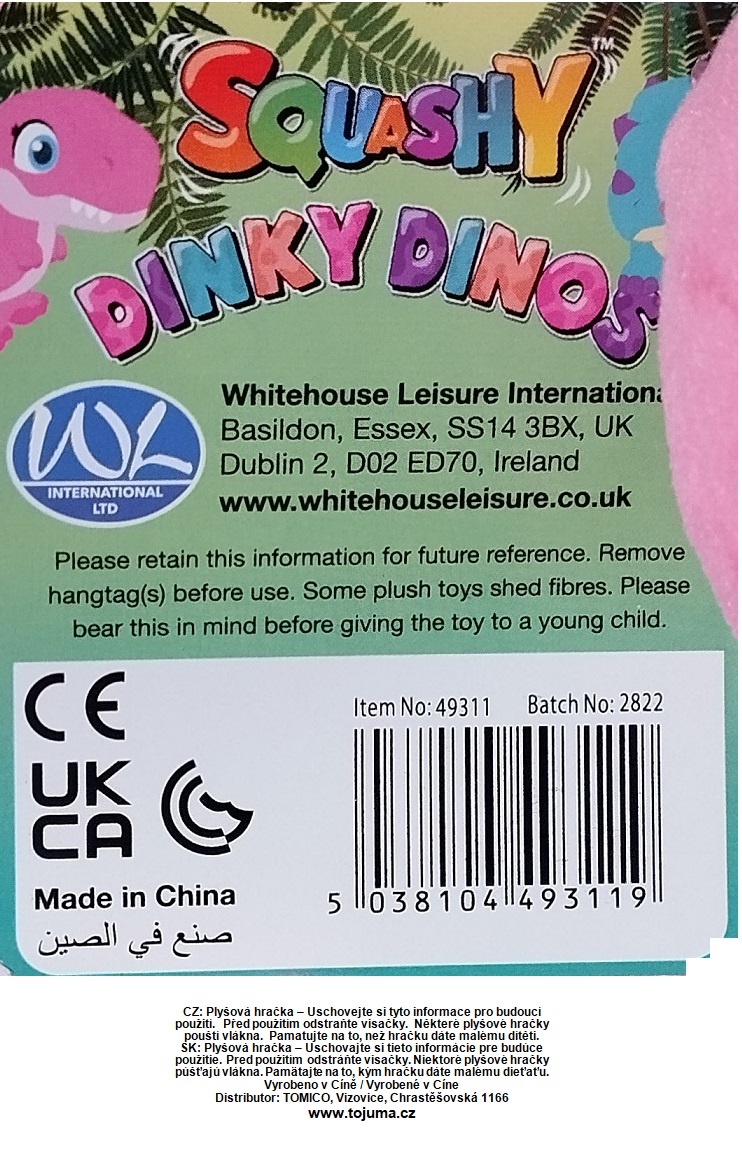 SQUASHY™
DINKY DINOS
WL
INTERNATIONAL
LTD
Whitehouse Leisure
Basildon, Essex, SS14 3BX, UK
Dublin 2, D02 ED70, Ireland
www.whitehouseleisure.co.uk
Please retain this information for future reference. Remove
hangtag(s) before use. Some plush toys shed fibres. Please
bear this in mind before giving the toy to a young child.
CE
UK
CA
Made in China
صنع في الصين
Item No: 49311 Batch No: 2822
5 038104 493119
CZ: Plyšová hračka – Uschovejte si tyto informace pro budoucí
použití. Před použitím odstraňte visačky. Některé plyšové hračky
pouští vlákna. Pamatujte na to, než hračku dáte malému dítěti.
SK: Plyšová hračka – Uschovajte si tieto informácie pre budúce
použitie. Pred použitím odstráňte visačky. Niektoré plyšové hračky
púšťajú vlákna. Pamätajte na to, kým hračku dáte malému dieťaťu.
Vyrobeno v Číně / Vyrobené v Číne
Distributor: TOMICO, Vizovice, Chrastěšovská 1166
www.tojuma.cz